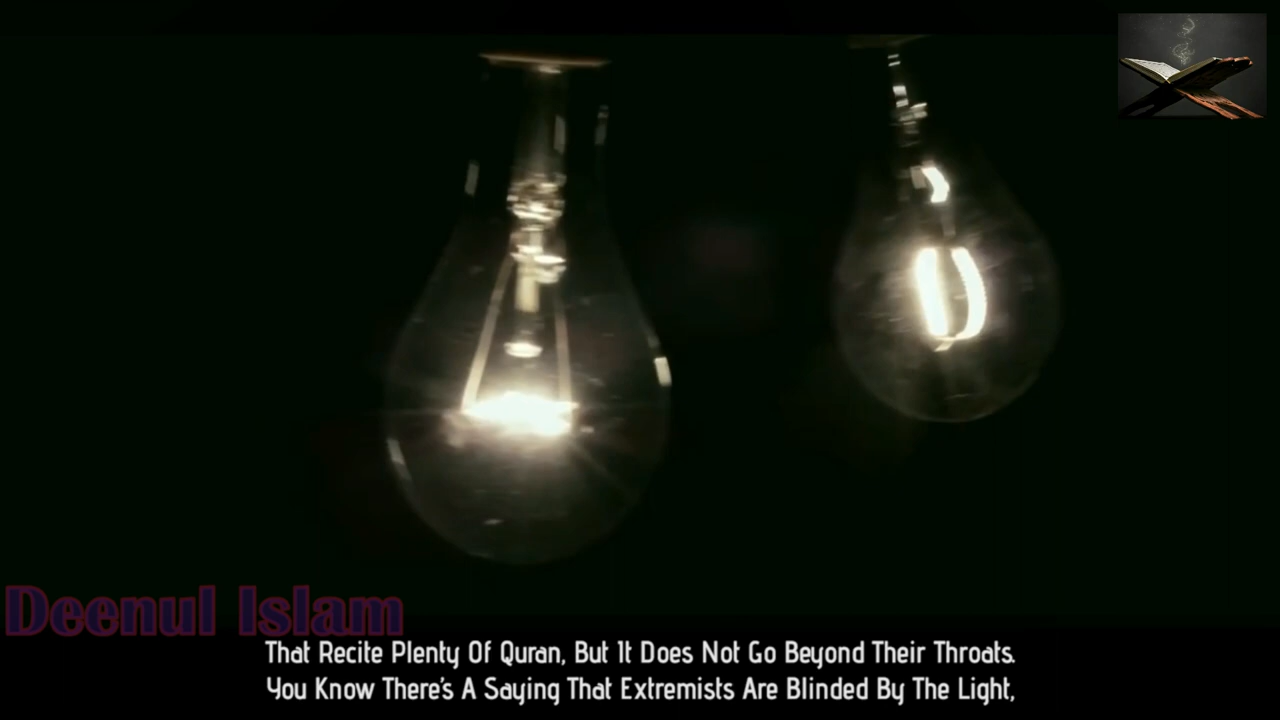 Deenul Islam
That Recite Plenty Of Quran, But It Does Not Go Beyond Their Throats.
You Know There's A Saying That Extremists Are Blinded By The Light,